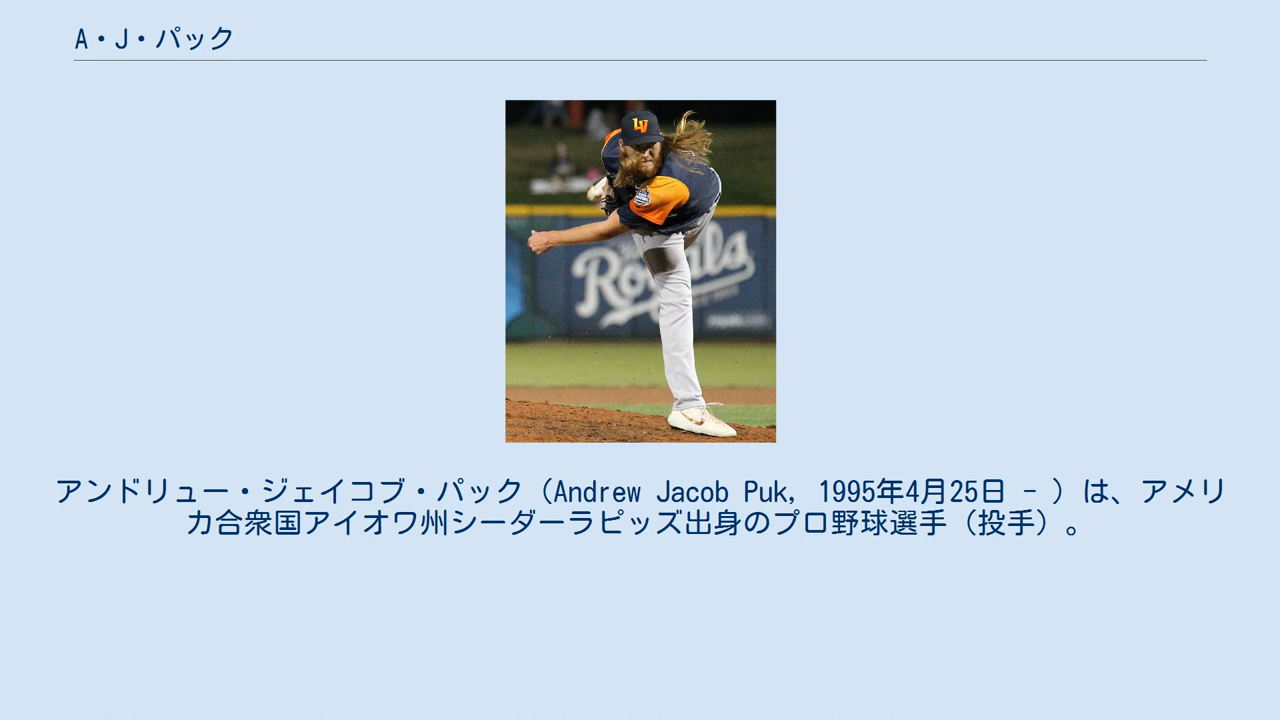 A・J・パック
LV
Royals
アンドリュー・ジェイコブ・パック（Andrew Jacob Puk, 1995年4月25日 - ）は、アメリ
カ合衆国アイオワ州シーダーラピッズ出身のプロ野球選手（投手）。